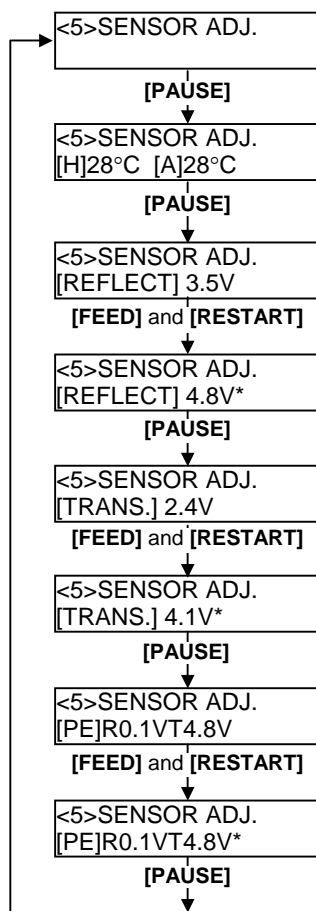 <5>SENSOR ADJ.
[PAUSE]
<5>SENSOR ADJ.
[H]28°C [A]28°C
[PAUSE]
<5>SENSOR ADJ.
[REFLECT] 3.5V
[FEED] and [RESTART]
<5>SENSOR ADJ.
[REFLECT] 4.8V*
[PAUSE]
<5>SENSOR ADJ.
[TRANS.] 2.4V
[FEED] and [RESTART]
<5>SENSOR ADJ.
[TRANS.] 4.1V*
[PAUSE]
<5>SENSOR ADJ.
[PE]R0.1VT4.8V
[FEED] and [RESTART]
<5>SENSOR ADJ.
[PE]R0.1VT4.8V*
[PAUSE]